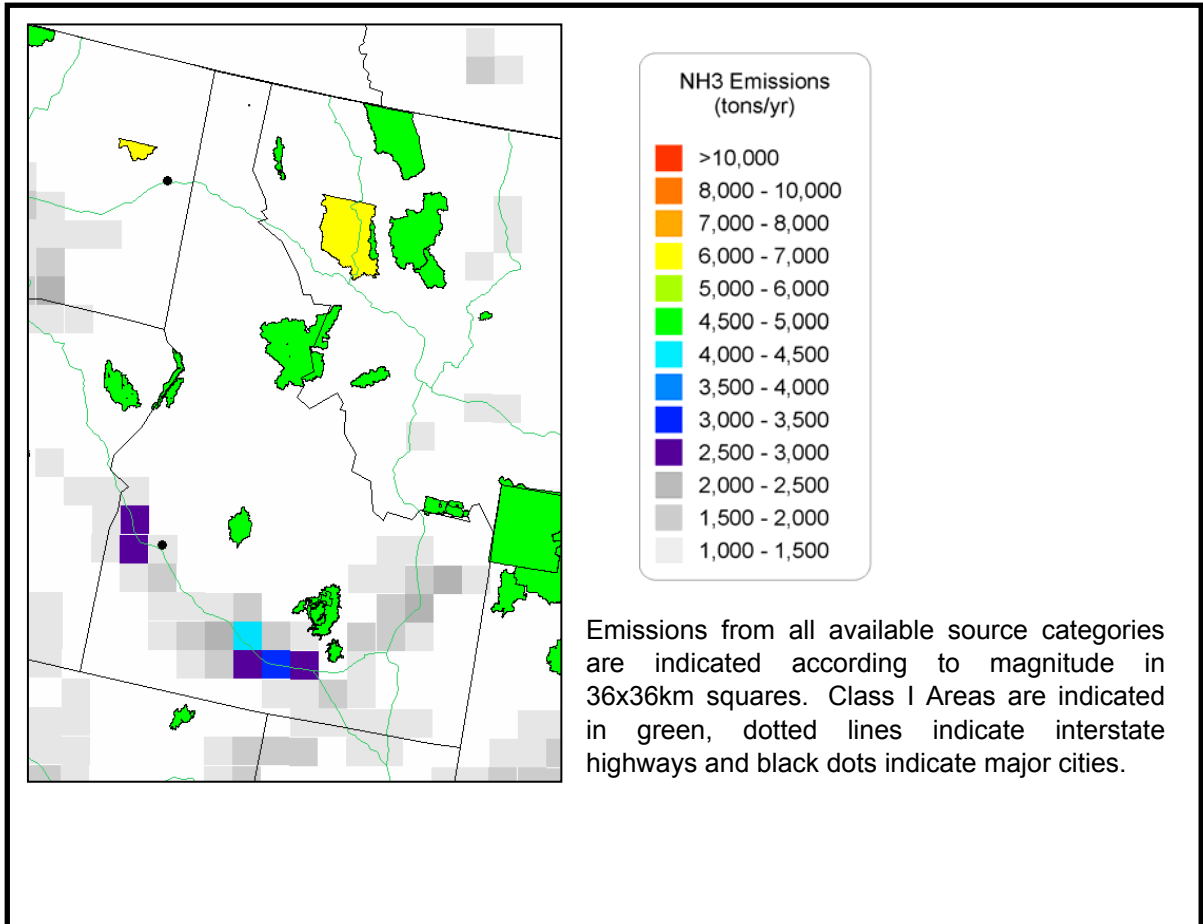 NH3 Emissions
(tons/yr)
>10,000
8,000 - 10,000
7,000 - 8,000
6,000 - 7,000
5,000 - 6,000
4,500 - 5,000
4,000 - 4,500
3,500 - 4,000
3,000 - 3,500
2,500 - 3,000
2,000 - 2,500
1,500 - 2,000
1,000 - 1,500
Emissions from all available source categories
are indicated according to magnitude in
36x36km squares. Class I Areas are indicated
in green, dotted lines indicate interstate
highways and black dots indicate major cities.